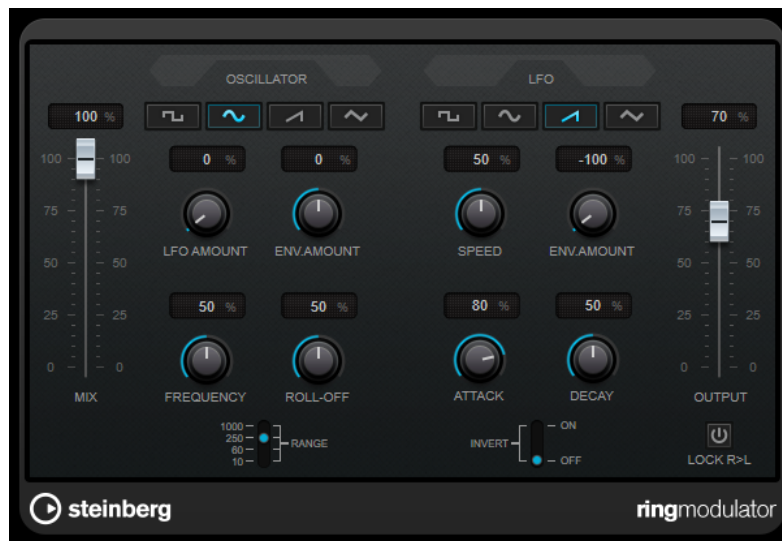 OSCILLATOR LFO
100 % 70 %
0 % 0 % 50 % -100 %
100 100 100 100
75 75 75 75
50 50 50 50
25 25 25 25
0 0 0 0
LFO AMOUNT ENV.AMOUNT SPEED ENV.AMOUNT
50 % 50 % 80 % 50 %
MIX FREQUENCY ROLL-OFF ATTACK DECAY OUTPUT
1000
250
60
10
RANGE
INVERT
ON
OFF
LOCK R>L
steinberg ringmodulator